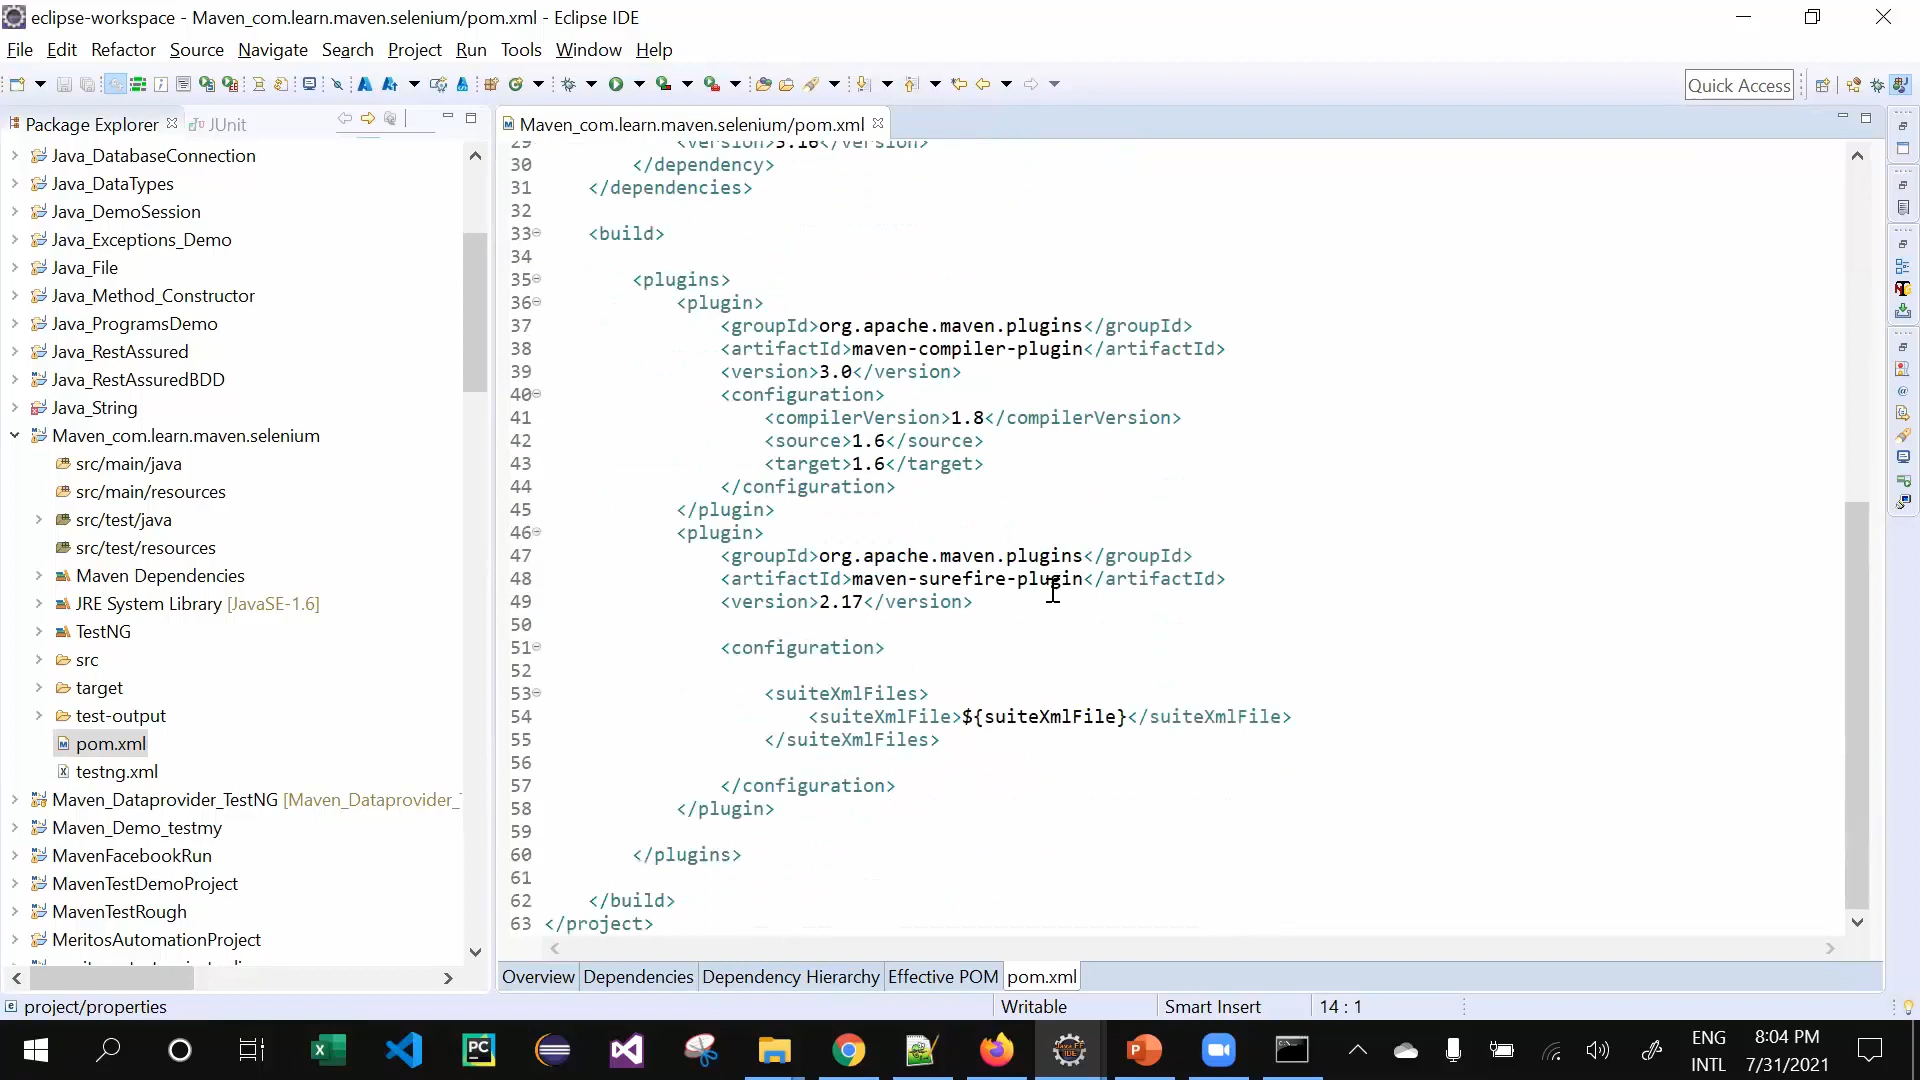 eclipse-workspace - Maven_com.learn.maven.selenium/pom.xml - Eclipse IDE
File Edit Refactor Source Navigate Search Project Run Tools Window Help
Quick Access
Package Explorer JUnit
Java_DatabaseConnection
Java_DataTypes
Java_DemoSession
Java_Exceptions_Demo
Java_File
Java_Method_Constructor
Java_ProgramsDemo
Java_RestAssured
Java_RestAssuredBDD
Java_String
Maven_com.learn.maven.selenium
src/main/java
src/main/resources
src/test/java
src/test/resources
Maven Dependencies
JRE System Library [JavaSE-1.6]
TestNG
src
target
test-output
pom.xml
testng.xml
Maven_Dataprovider_TestNG [Maven_Dataprovider_
Maven_Demo_testmy
MavenFacebookRun
MavenTestDemoProject
MavenTestRough
MeritosAutomationProject
Maven_com.learn.maven.selenium/pom.xml
29 <version>3.16</version>
30 </dependency>
31 </dependencies>
32
33 <build>
34
35 <plugins>
36 <plugin>
37 <groupId>org.apache.maven.plugins</groupId>
38 <artifactId>maven-compiler-plugin</artifactId>
39 <version>3.0</version>
40 <configuration>
41 <compilerVersion>1.8</compilerVersion>
42 <source>1.6</source>
43 <target>1.6</target>
44 </configuration>
45 </plugin>
46 <plugin>
47 <groupId>org.apache.maven.plugins</groupId>
48 <artifactId>maven-surefire-plugin</artifactId>
49 <version>2.17</version>
50
51 <configuration>
52
53 <suiteXmlFiles>
54 <suiteXmlFile>${suiteXmlFile}</suiteXmlFile>
55 </suiteXmlFiles>
56
57 </configuration>
58 </plugin>
59
60 </plugins>
61
62 </build>
63 </project>
Overview Dependencies Dependency Hierarchy Effective POM pom.xml
project/properties Writable Smart Insert 14 : 1
ENG 8:04 PM
INTL 7/31/2021